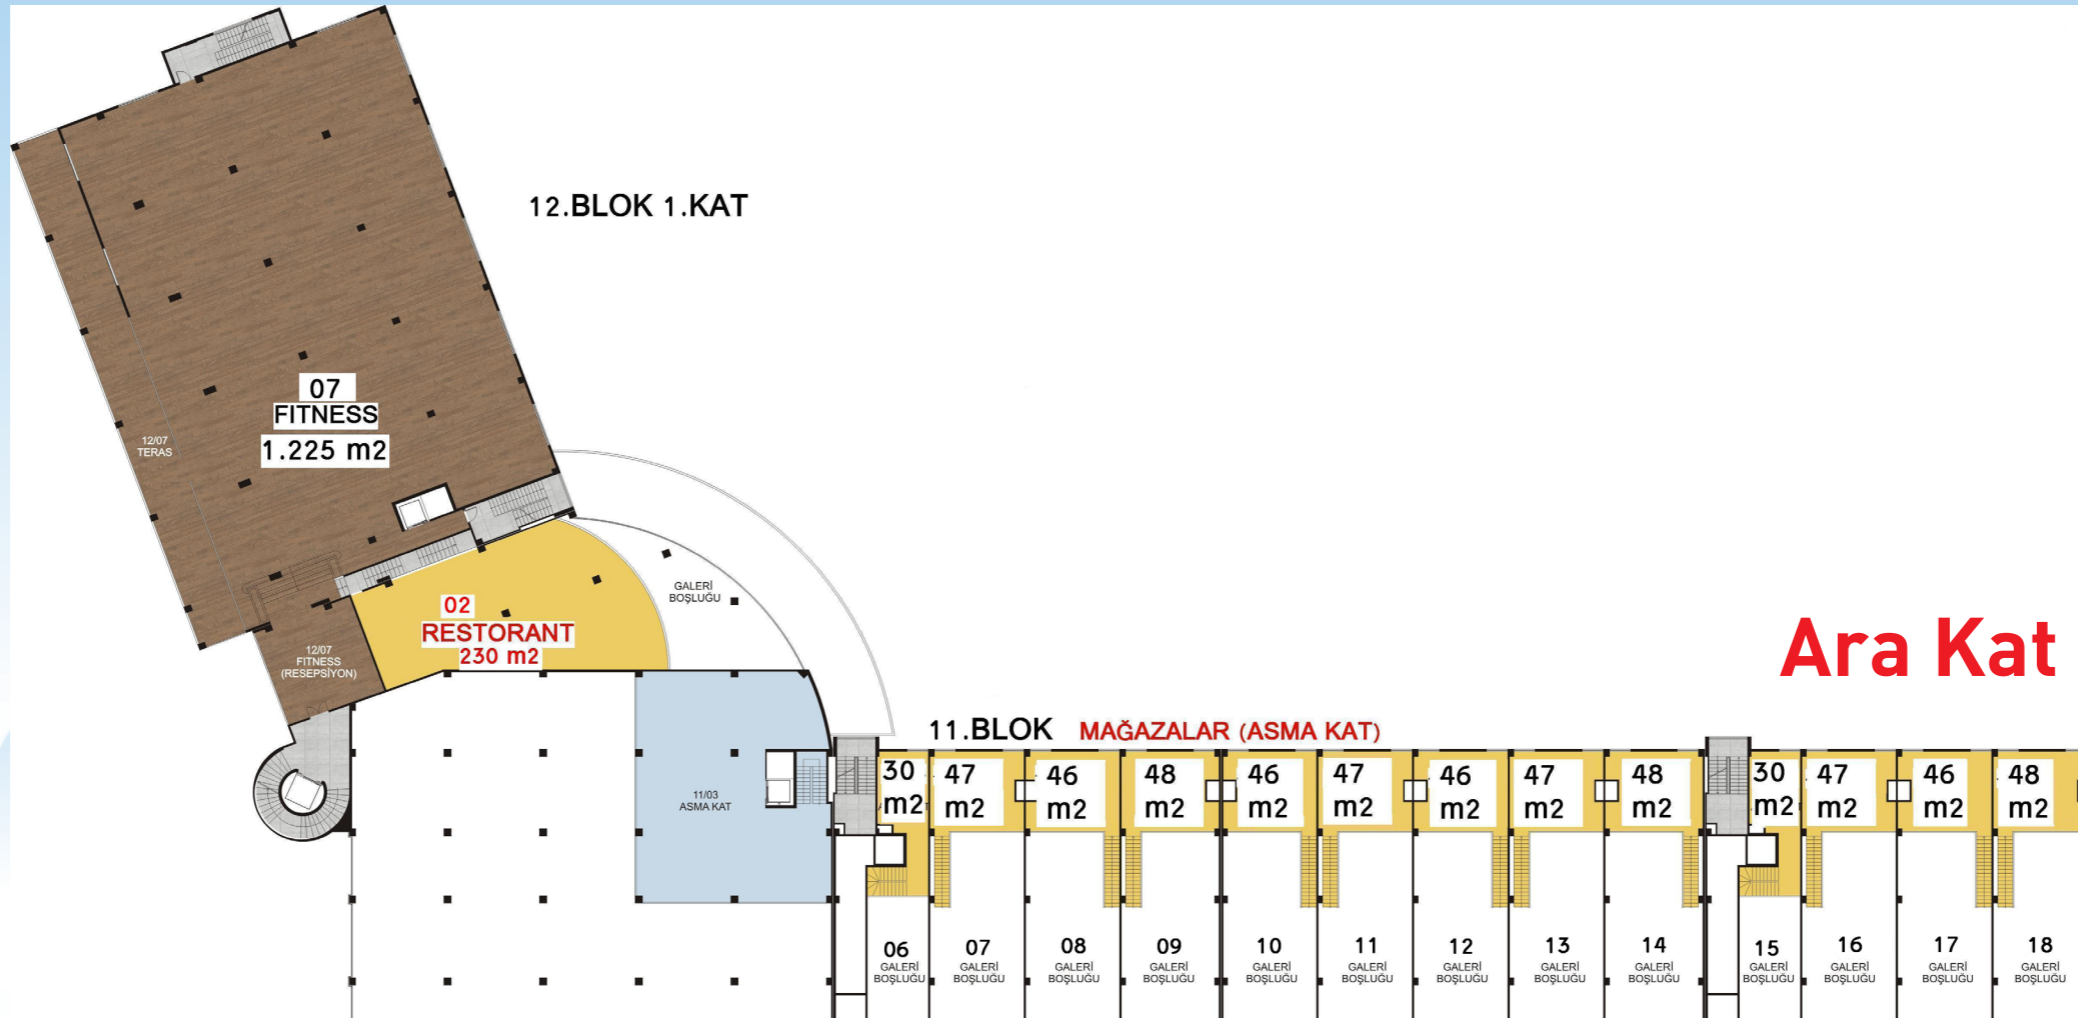 12.BLOK 1.KAT
07
FITNESS
1.225 m2
12/07
TERAS
GALERİ
BOŞLUĞU
02
RESTORANT
230 m2
12/07
FITNESS
(RESEPSİYON)
Ara Kat
11.BLOK MAĞAZALAR (ASMA KAT)
11/03
ASMA KAT
30
m2
47
m2
46
m2
48
m2
46
m2
47
m2
46
m2
47
m2
48
m2
30
m2
47
m2
46
m2
48
m2
06
GALERİ
BOŞLUĞU
07
GALERİ
BOŞLUĞU
08
GALERİ
BOŞLUĞU
09
GALERİ
BOŞLUĞU
10
GALERİ
BOŞLUĞU
11
GALERİ
BOŞLUĞU
12
GALERİ
BOŞLUĞU
13
GALERİ
BOŞLUĞU
14
GALERİ
BOŞLUĞU
15
GALERİ
BOŞLUĞU
16
GALERİ
BOŞLUĞU
17
GALERİ
BOŞLUĞU
18
GALERİ
BOŞLUĞU